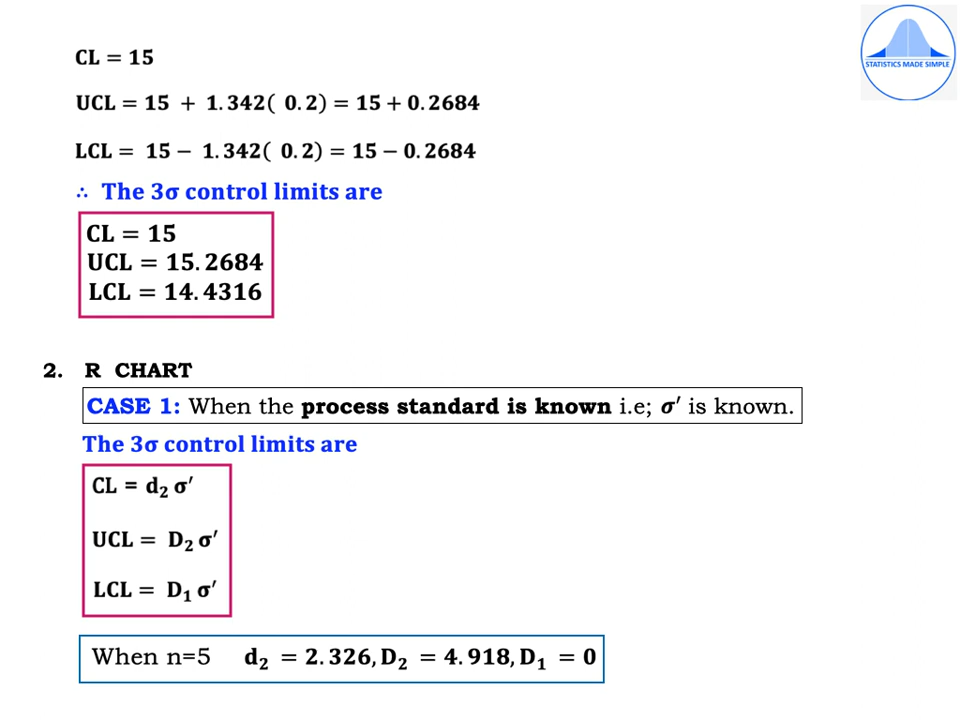 STATISTICS MADE SIMPLE
CL = 15
UCL = 15 + 1.342( 0.2) = 15 + 0.2684
LCL = 15 − 1.342( 0.2) = 15 − 0.2684
∴ The 3σ control limits are
CL = 15
UCL = 15.2684
LCL = 14.4316
2. R CHART
CASE 1: When the process standard is known i.e; σ′ is known.
The 3σ control limits are
CL = d₂ σ′
UCL = D₂ σ′
LCL = D₁ σ′
When n=5 d₂ = 2.326, D₂ = 4.918, D₁ = 0